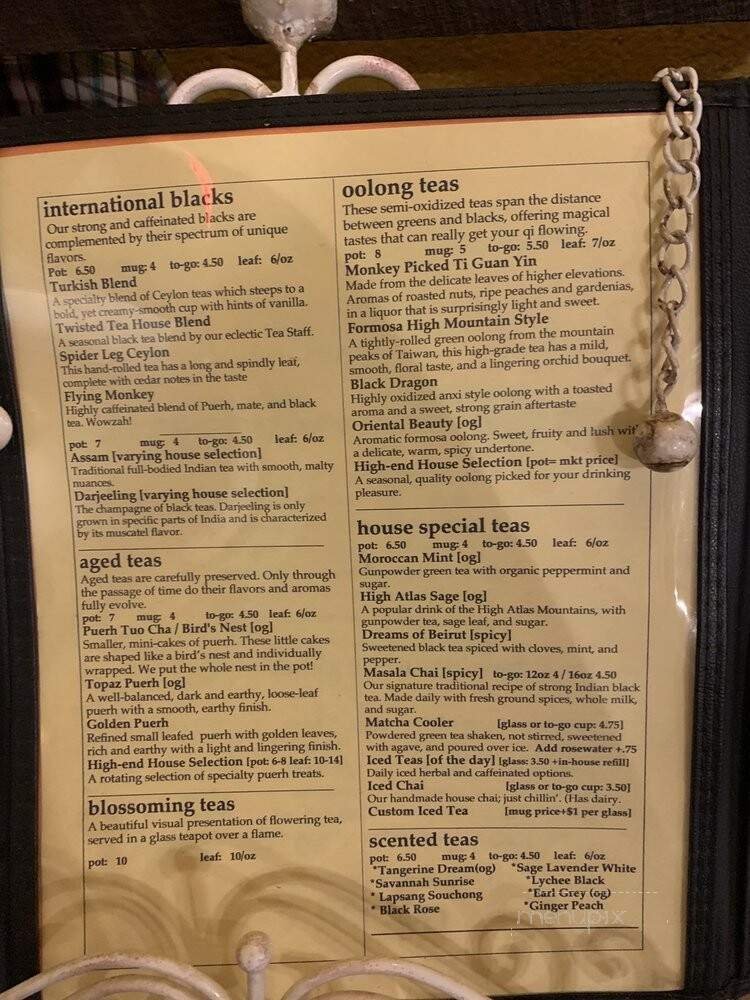 international blacks
Our strong and caffeinated blacks are
complemented by their spectrum of unique
flavors.
Pot: 6.50 mug: 4 to-go: 4.50 leaf: 6/oz
Turkish Blend
A specialty blend of Ceylon teas which steeps to a
bold, yet creamy-smooth cup with hints of vanilla.
Twisted Tea House Blend
A seasonal black tea blend by our eclectic Tea Staff.
Spider Leg Ceylon
This hand-rolled tea has a long and spindly leaf,
complete with cedar notes in the taste
Flying Monkey
Highly caffeinated blend of Puerh, mate, and black
tea. Wowzah!
pot: 7 mug: 4 to-go: 4.50 leaf: 6/oz
Assam [varying house selection]
Traditional full-bodied Indian tea with smooth, malty
nuances.
Darjeeling [varying house selection]
The champagne of black teas. Darjeeling is only
grown in specific parts of India and is characterized
by its muscatel flavor.
aged teas
Aged teas are carefully preserved. Only through
the passage of time do their flavors and aromas
fully evolve.
pot: 7 mug: 4 to-go: 4.50 leaf: 6/oz
Puerh Tuo Cha / Bird's Nest [og]
Smaller, mini-cakes of puerh. These little cakes
are shaped like a bird's nest and individually
wrapped. We put the whole nest in the pot!
Topaz Puerh [og]
A well-balanced, dark and earthy, loose-leaf
puerh with a smooth, earthy finish.
Golden Puerh
Refined small leafed puerh with golden leaves,
rich and earthy with a light and lingering finish.
High-end House Selection [pot: 6-8 leaf: 10-14]
A rotating selection of specialty puerh treats.
blossoming teas
A beautiful visual presentation of flowering tea,
served in a glass teapot over a flame.
pot: 10 leaf: 10/oz
oolong teas
These semi-oxidized teas span the distance
between greens and blacks, offering magical
tastes that can really get your qi flowing.
pot: 8 mug: 5 to-go: 5.50 leaf: 7/oz
Monkey Picked Ti Guan Yin
Made from the delicate leaves of higher elevations.
Aromas of roasted nuts, ripe peaches and gardenias,
in a liquor that is surprisingly light and sweet.
Formosa High Mountain Style
A tightly-rolled green oolong from the mountain
peaks of Taiwan, this high-grade tea has a mild,
smooth, floral taste, and a lingering orchid bouquet.
Black Dragon
Highly oxidized anxi style oolong with a toasted
aroma and a sweet, strong grain aftertaste
Oriental Beauty [og]
Aromatic formosa oolong. Sweet, fruity and lush wit
a delicate, warm, spicy undertone.
High-end House Selection [pot= mkt price]
A seasonal, quality oolong picked for your drinking
pleasure.
house special teas
pot: 6.50 mug: 4 to-go: 4.50 leaf: 6/oz
Moroccan Mint [og]
Gunpowder green tea with organic peppermint and
sugar.
High Atlas Sage [og]
A popular drink of the High Atlas Mountains, with
gunpowder tea, sage leaf, and sugar.
Dreams of Beirut [spicy]
Sweetened black tea spiced with cloves, mint, and
pepper.
Masala Chai [spicy] to-go: 12oz 4 / 16oz 4.50
Our signature traditional recipe of strong Indian black
tea. Made daily with fresh ground spices, whole milk,
and sugar.
Matcha Cooler [glass or to-go cup: 4.75]
Powdered green tea shaken, not stirred, sweetened
with agave, and poured over ice. Add rosewater +.75
Iced Teas [of the day] [glass: 3.50 +in-house refill]
Daily iced herbal and caffeinated options.
Iced Chai [glass or to-go cup: 3.50]
Our handmade house chai; just chillin'. (Has dairy.
Custom Iced Tea [mug price+$1 per glass]
scented teas
pot: 6.50 mug: 4 to-go: 4.50 leaf: 6/oz
*Tangerine Dream(og) *Sage Lavender White
*Savannah Sunrise *Lychee Black
* Lapsang Souchong *Earl Grey (og)
* Black Rose *Ginger Peach
menupix